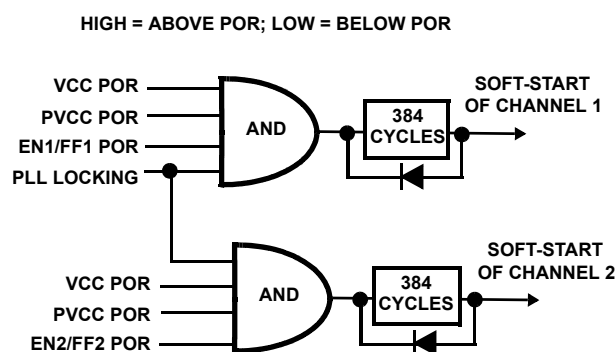 HIGH = ABOVE POR; LOW = BELOW POR
VCC POR
PVCC POR
EN1/FF1 POR
PLL LOCKING
AND
384
CYCLES
SOFT-START
OF CHANNEL 1
VCC POR
PVCC POR
EN2/FF2 POR
AND
384
CYCLES
SOFT-START
OF CHANNEL 2